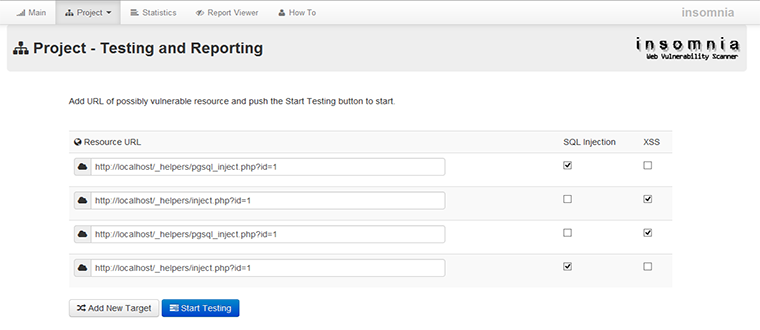 Main Project Statistics Report Viewer How To insomnia
Project - Testing and Reporting
insomnia
Web Vulnerability Scanner
Add URL of possibly vulnerable resource and push the Start Testing button to start.
Resource URL SQL Injection XSS
http://localhost/_helpers/pgsql_inject.php?id=1
http://localhost/_helpers/inject.php?id=1
http://localhost/_helpers/pgsql_inject.php?id=1
http://localhost/_helpers/inject.php?id=1
Add New Target Start Testing